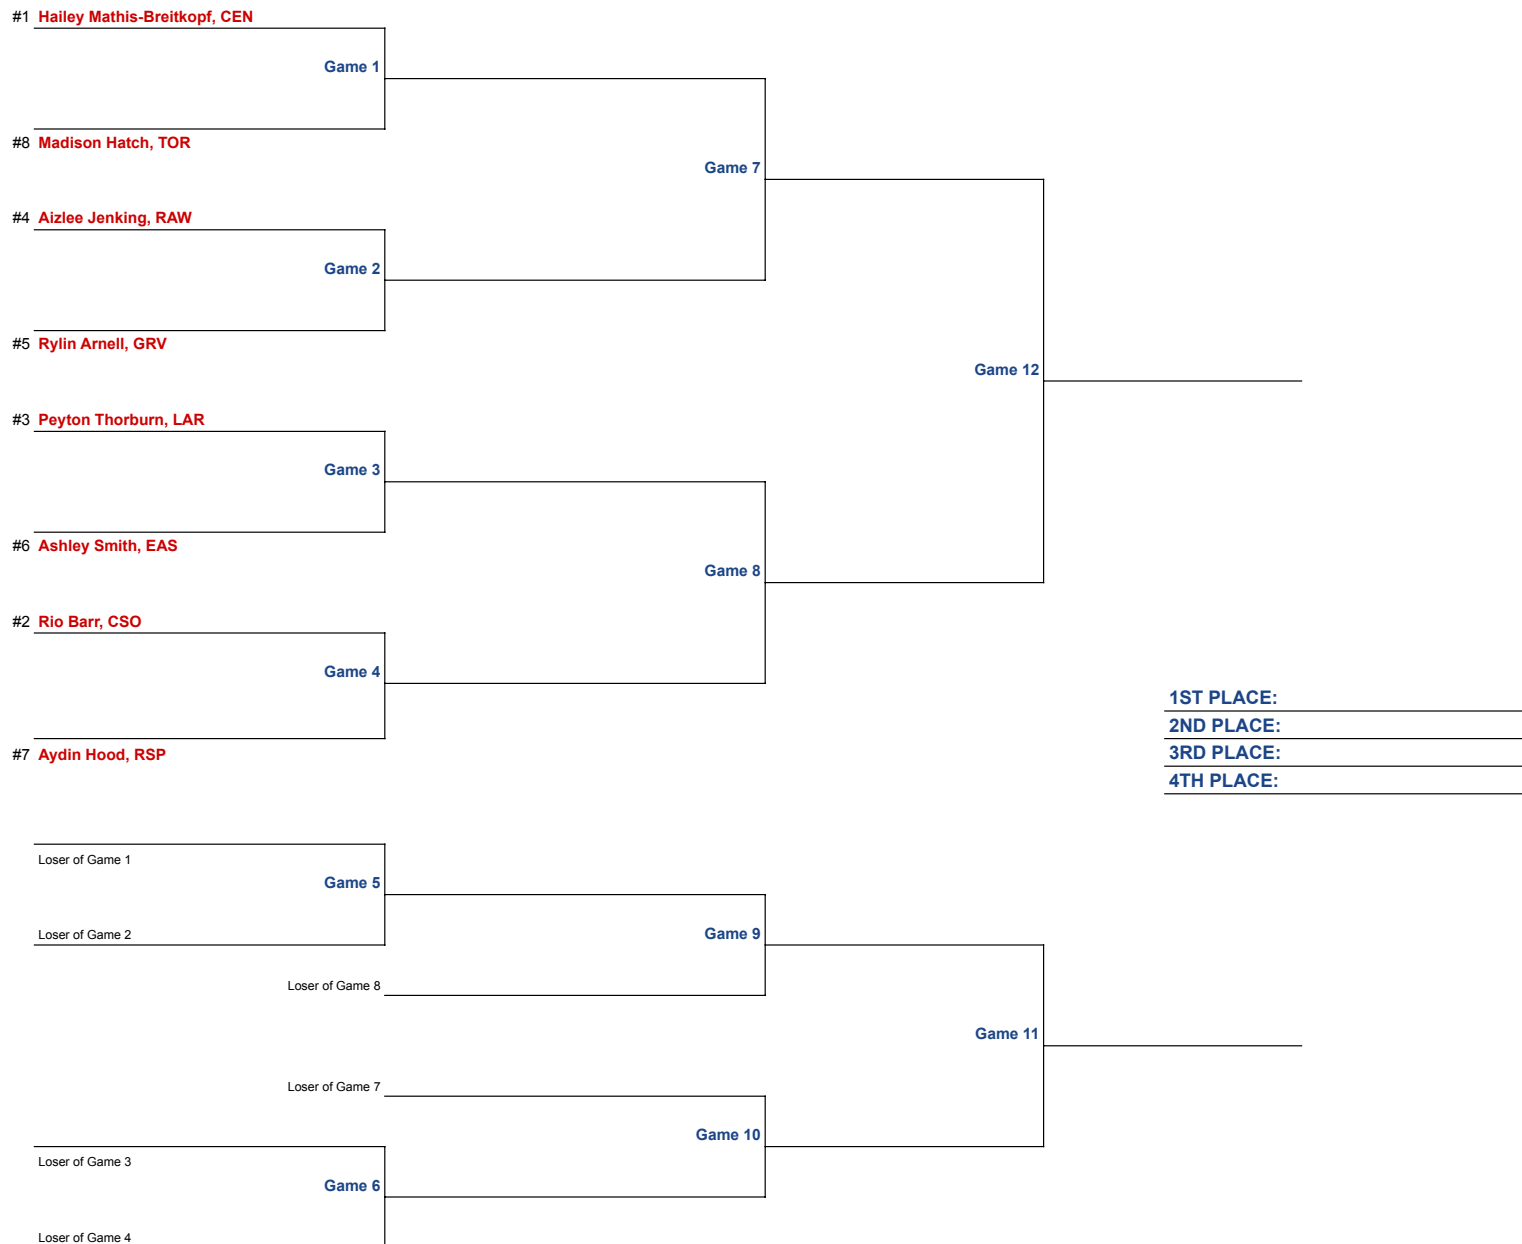 #1 Hailey Mathis-Breitkopf, CEN
Game 1
#8 Madison Hatch, TOR
Game 7
#4 Aizlee Jenking, RAW
Game 2
#5 Rylin Arnell, GRV
Game 12
#3 Peyton Thorburn, LAR
Game 3
#6 Ashley Smith, EAS
Game 8
#2 Rio Barr, CSO
Game 4
#7 Aydin Hood, RSP
1ST PLACE:
2ND PLACE:
3RD PLACE:
4TH PLACE:
Loser of Game 1
Game 5
Loser of Game 2
Game 9
Loser of Game 8
Game 11
Loser of Game 7
Game 10
Loser of Game 3
Game 6
Loser of Game 4